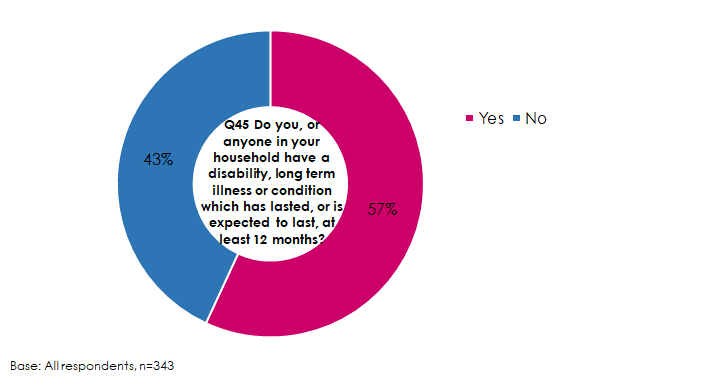 Q45 Do you, or
anyone in your
household have a
disability, long term
illness or condition
which has lasted, or is
expected to last, at
least 12 months?
43%
57%
Yes No
Base: All respondents, n=343